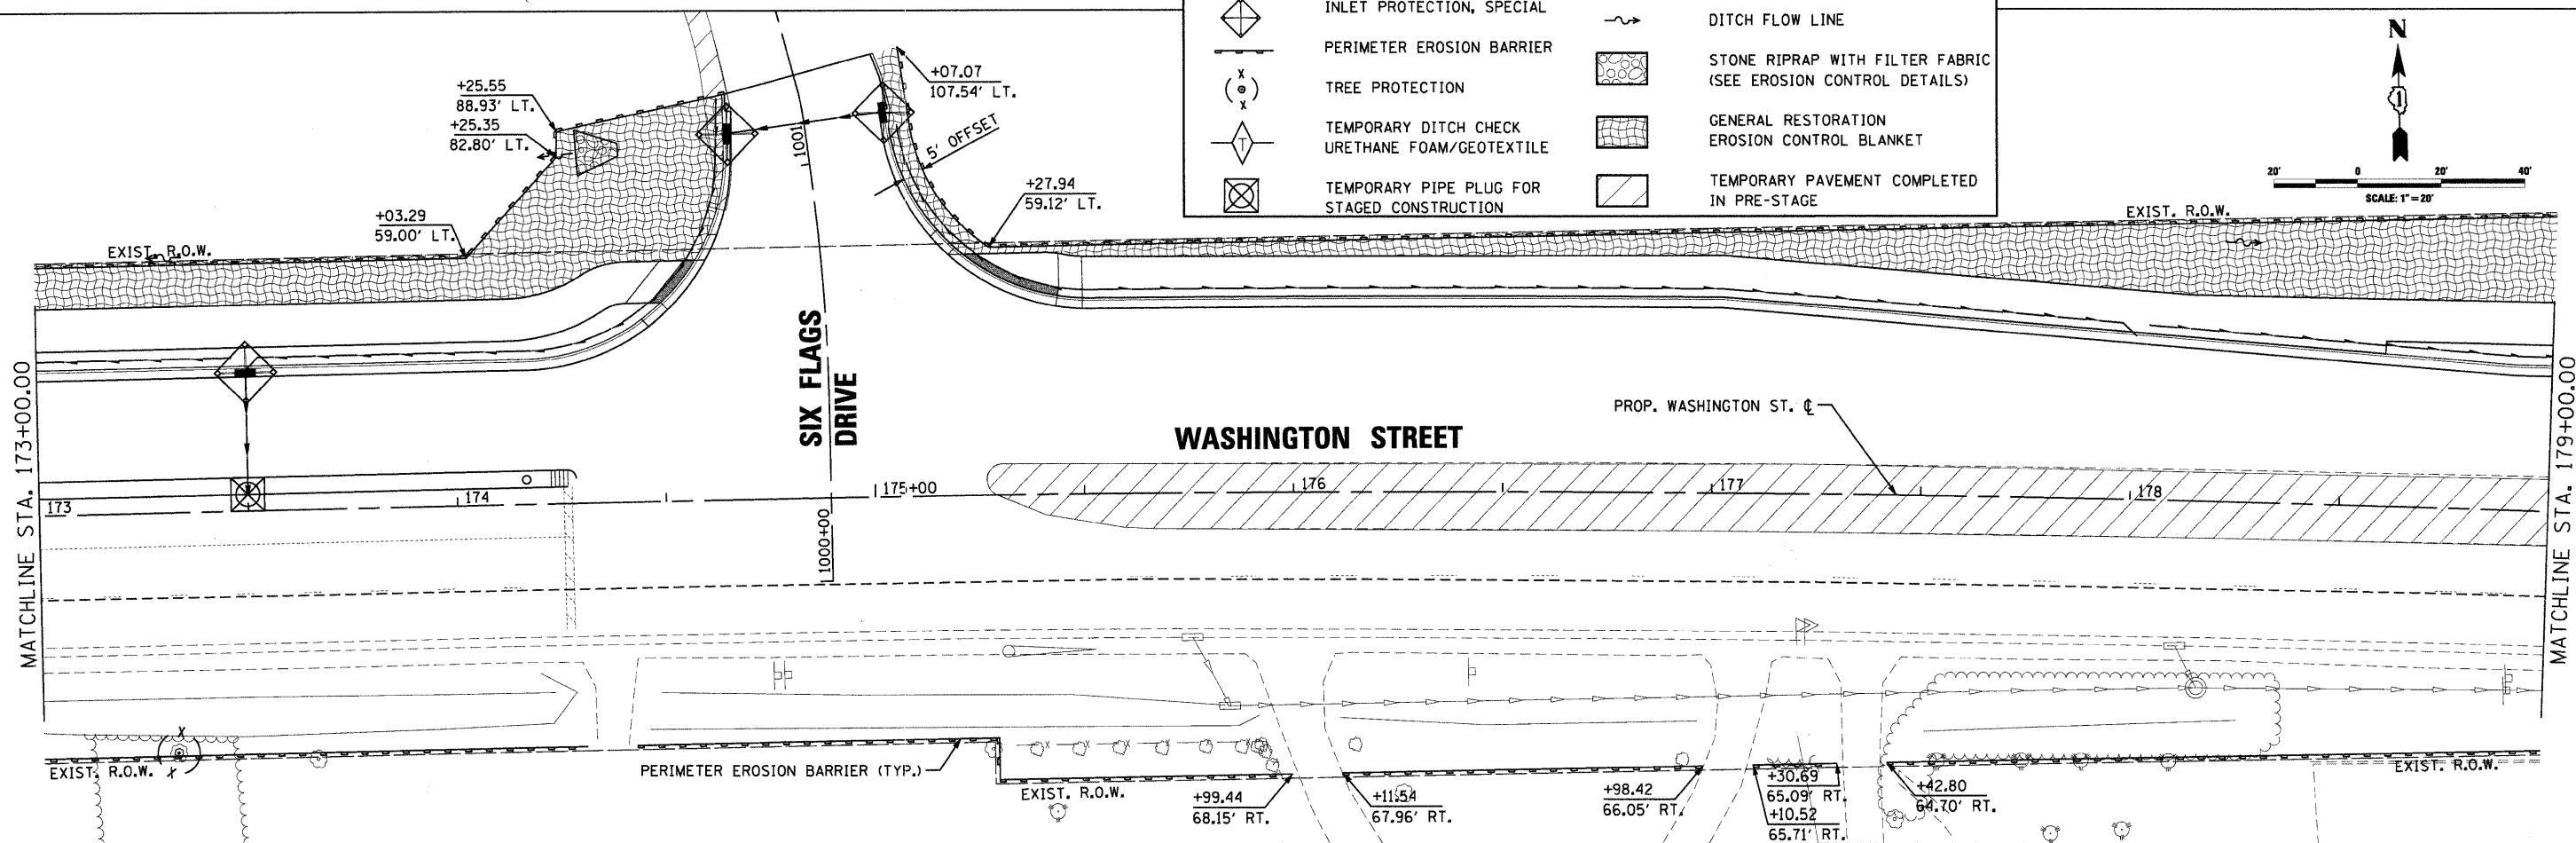 INLET PROTECTION, SPECIAL
PERIMETER EROSION BARRIER
TREE PROTECTION
TEMPORARY DITCH CHECK
URETHANE FOAM/GEOTEXTILE
TEMPORARY PIPE PLUG FOR
STAGED CONSTRUCTION
DITCH FLOW LINE
STONE RIPRAP WITH FILTER FABRIC
(SEE EROSION CONTROL DETAILS)
GENERAL RESTORATION
EROSION CONTROL BLANKET
TEMPORARY PAVEMENT COMPLETED
IN PRE-STAGE
T
N
1
20' 0 20' 40'
SCALE: 1"=20'
+25.55
88.93' LT.
+25.35
82.80' LT.
+03.29
59.00' LT.
+07.07
107.54' LT.
5' OFFSET
+27.94
59.12' LT.
EXIST. R.O.W.
EXIST. R.O.W.
1001
SIX FLAGS
DRIVE
WASHINGTON STREET
PROP. WASHINGTON ST. ℄
MATCHLINE STA. 173+00.00
MATCHLINE STA. 179+00.00
173
174
175+00
176
177
178
1000+00
EXIST. R.O.W.
PERIMETER EROSION BARRIER (TYP.)
EXIST. R.O.W.
+99.44
68.15' RT.
+11.54
67.96' RT.
+98.42
66.05' RT.
+30.69
65.09' RT.
+10.52
65.71' RT.
+42.80
64.70' RT.
EXIST. R.O.W.